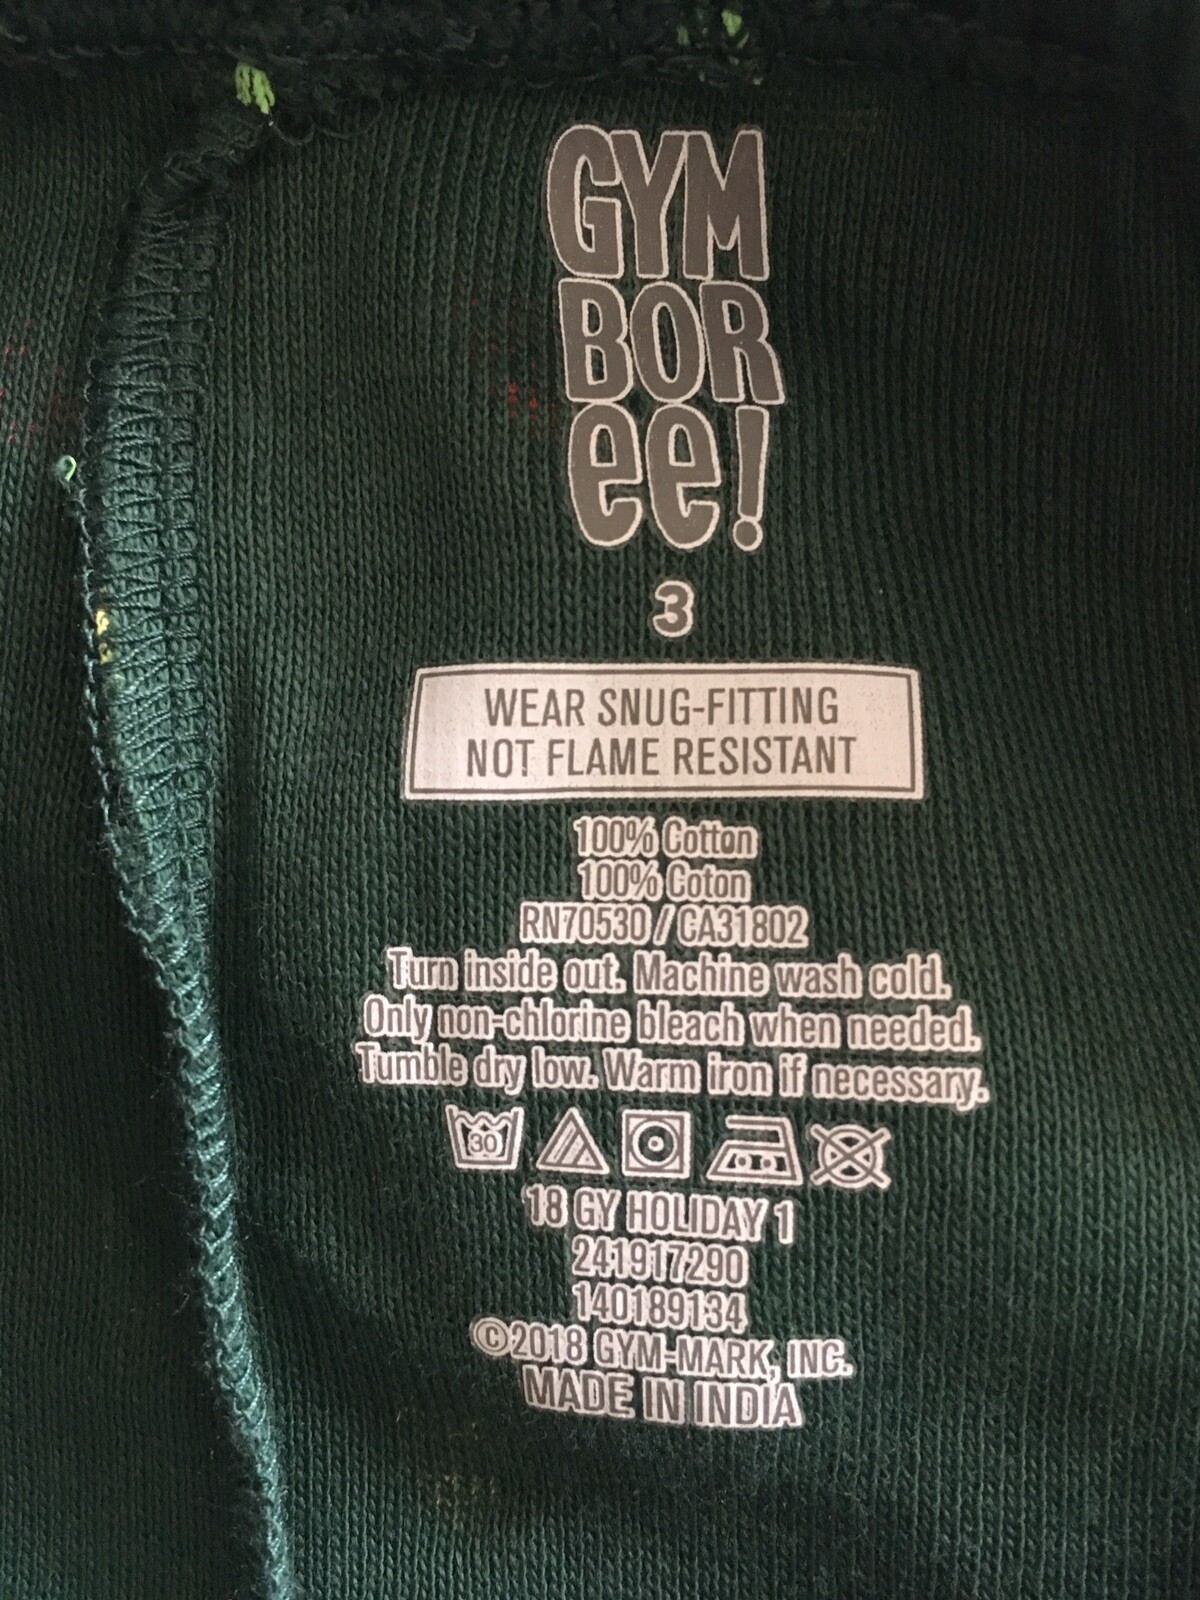 GYM
BOR
ee!
3
WEAR SNUG-FITTING
NOT FLAME RESISTANT
100% Cotton
100% Coton
RN70530 / CA31802
Turn inside out. Machine wash cold.
Only non-chlorine bleach when needed.
Tumble dry low. Warm iron if necessary.
30
18 GY HOLIDAY 1
241917290
140189134
©2018 GYM-MARK, INC.
MADE IN INDIA